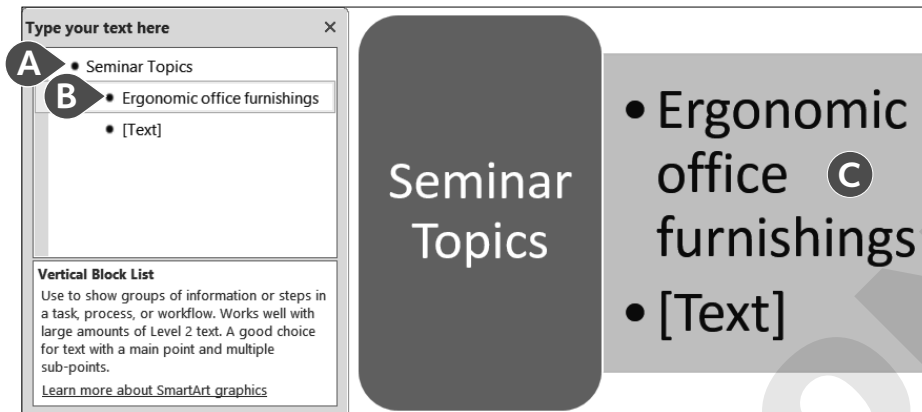 Type your text here ×
A
• Seminar Topics
B
• Ergonomic office furnishings
• [Text]
Vertical Block List
Use to show groups of information or steps in
a task, process, or workflow. Works well with
large amounts of Level 2 text. A good choice
for text with a main point and multiple
sub-points.
Learn more about SmartArt graphics
Seminar
Topics
• Ergonomic
office
C
furnishings
• [Text]